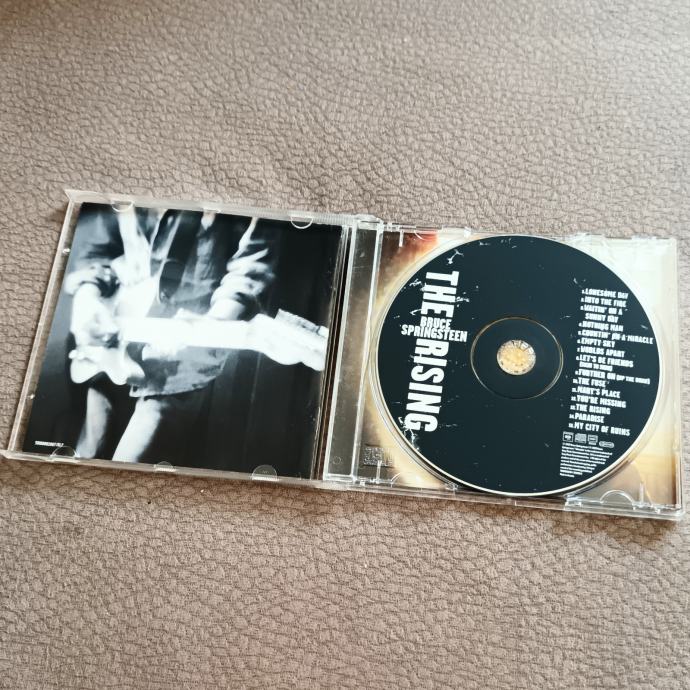 THE RISING
BRUCE
SPRINGSTEEN
1. LONESOME DAY
2. INTO THE FIRE
3. WAITIN' ON A
SUNNY DAY
4. NOTHING MAN
5. COUNTIN' ON A MIRACLE
6. EMPTY SKY
7. WORLDS APART
8. LET'S BE FRIENDS
(SKIN TO SKIN)
9. FURTHER ON (UP THE ROAD)
10. THE FUSE
11. MARY'S PLACE
12. YOU'RE MISSING
13. THE RISING
14. PARADISE
15. MY CITY OF RUINS